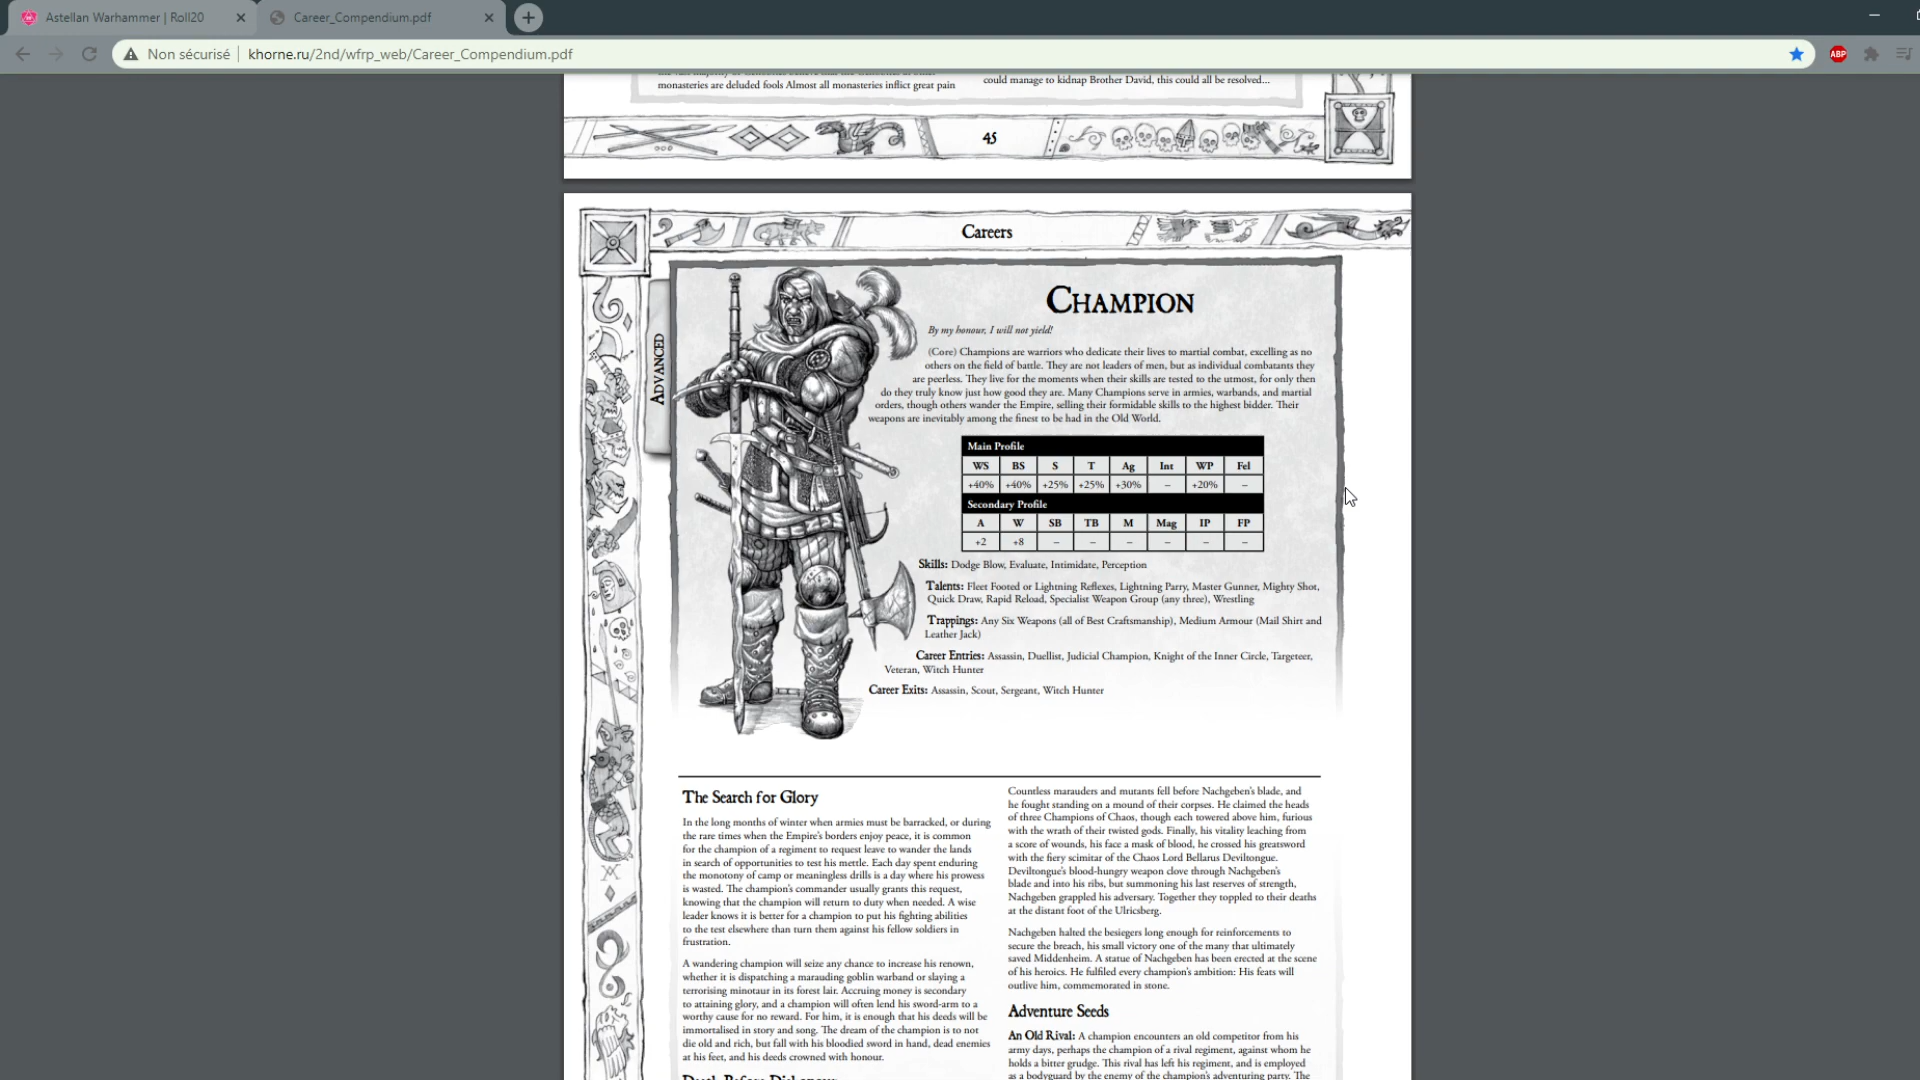 Astellan Warhammer | Roll20
Career_Compendium.pdf
Non sécurisé
khorne.ru/2nd/wfrp_web/Career_Compendium.pdf
ABP
monasteries are deluded fools Almost all monasteries inflict great pain
could manage to kidnap Brother David, this could all be resolved...
45
Careers
ADVANCED
CHAMPION
By my honour, I will not yield!
(Core) Champions are warriors who dedicate their lives to martial combat, excelling as no
others on the field of battle. They are not leaders of men, but as individual combatants they
are peerless. They live for the moments when their skills are tested to the utmost, for only then
do they truly know just how good they are. Many Champions serve in armies, warbands, and martial
orders, though others wander the Empire, selling their formidable skills to the highest bidder. Their
weapons are inevitably among the finest to be had in the Old World.
Main Profile
WS BS S T Ag Int WP Fel
+40% +40% +25% +25% +30% – +20% –
Secondary Profile
A W SB TB M Mag IP FP
+2 +8 – – – – – –
Skills: Dodge Blow, Evaluate, Intimidate, Perception
Talents: Fleet Footed or Lightning Reflexes, Lightning Parry, Master Gunner, Mighty Shot,
Quick Draw, Rapid Reload, Specialist Weapon Group (any three), Wrestling
Trappings: Any Six Weapons (all of Best Craftsmanship), Medium Armour (Mail Shirt and
Leather Jack)
Career Entries: Assassin, Duellist, Judicial Champion, Knight of the Inner Circle, Targeteer,
Veteran, Witch Hunter
Career Exits: Assassin, Scout, Sergeant, Witch Hunter
The Search for Glory
In the long months of winter when armies must be barracked, or during
the rare times when the Empire's borders enjoy peace, it is common
for the champion of a regiment to request leave to wander the lands
in search of opportunities to test his mettle. Each day spent enduring
the monotony of camp or meaningless drills is a day where his prowess
is wasted. The champion's commander usually grants this request,
knowing that the champion will return to duty when needed. A wise
leader knows it is better for a champion to put his fighting abilities
to the test elsewhere than turn them against his fellow soldiers in
frustration.
A wandering champion will seize any chance to increase his renown,
whether it is dispatching a marauding goblin warband or slaying a
terrorising minotaur in its forest lair. Accruing money is secondary
to attaining glory, and a champion will often lend his sword-arm to a
worthy cause for no reward. For him, it is enough that his deeds will be
immortalised in story and song. The dream of the champion is to not
die old and rich, but fall with his bloodied sword in hand, dead enemies
at his feet, and his deeds crowned with honour.
Countless marauders and mutants fell before Nachgeben's blade, and
he fought standing on a mound of their corpses. He claimed the heads
of three Champions of Chaos, though each towered above him, furious
with the wrath of their twisted gods. Finally, his vitality leaching from
a score of wounds, his face a mask of blood, he crossed his greatsword
with the fiery scimitar of the Chaos Lord Bellarus Deviltongue.
Deviltongue's blood-hungry weapon clove through Nachgeben's
blade and into his ribs, but summoning his last reserves of strength,
Nachgeben grappled his adversary. Together they toppled to their deaths
at the distant foot of the Ulricsberg.
Nachgeben halted the besiegers long enough for reinforcements to
secure the breach, his small victory one of the many that ultimately
saved Middenheim. A statue of Nachgeben has been erected at the scene
of his heroics. He fulfilled every champion's ambition: His feats will
outlive him, commemorated in stone.
Adventure Seeds
An Old Rival: A champion encounters an old competitor from his
army days, perhaps the champion of a rival regiment, against whom he
holds a bitter grudge. This rival has left his regiment, and is employed
as a bodyguard by the enemy of the champion's adventuring party. The